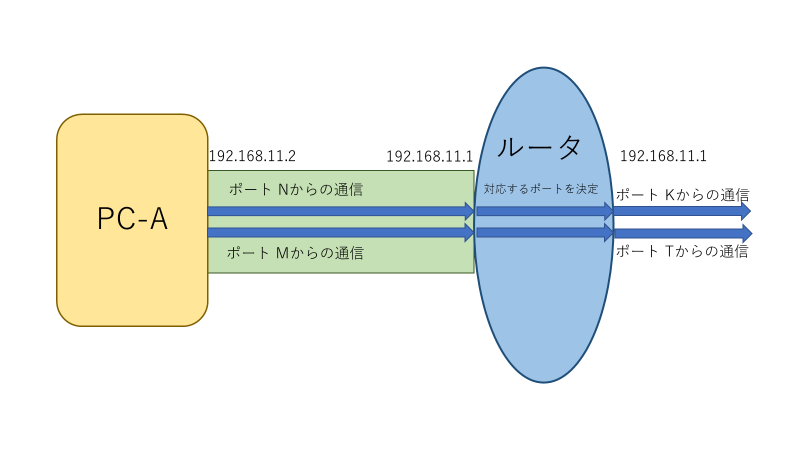 192.168.11.2
192.168.11.1
ルータ
192.168.11.1
ポート Nからの通信
対応するポートを決定
ポート Kからの通信
PC-A
ポート Mからの通信
ポート Tからの通信